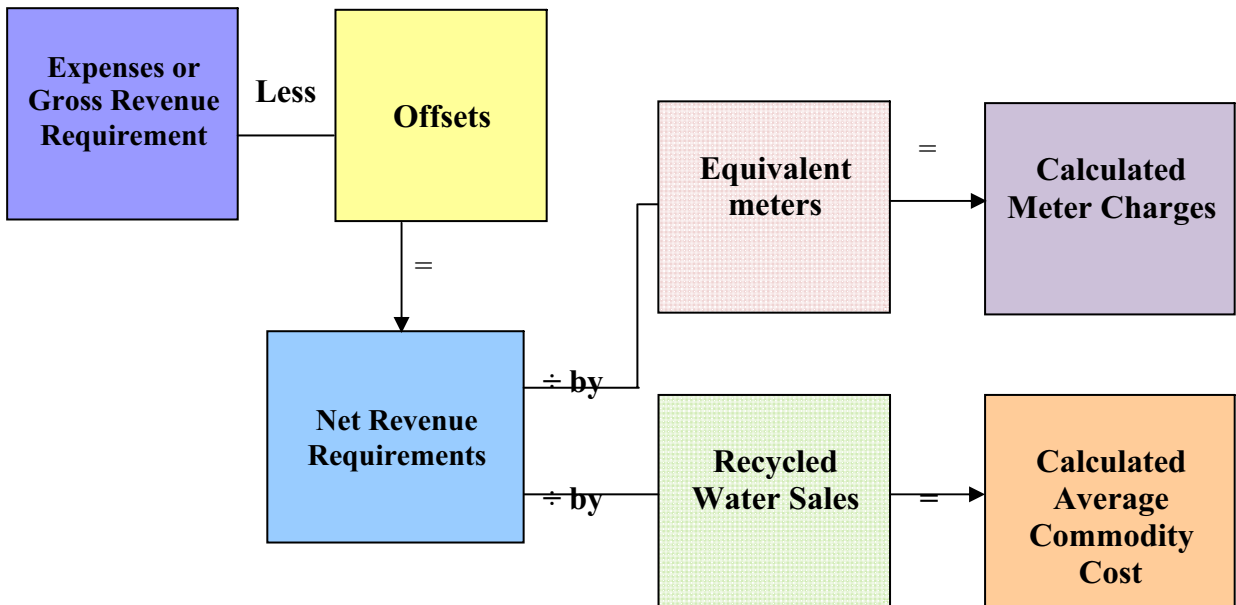 Expenses or
Gross Revenue
Requirement
Less
Offsets
=
Net Revenue
Requirements
÷ by
Equivalent
meters
=
Calculated
Meter Charges
÷ by
Recycled
Water Sales
=
Calculated
Average
Commodity
Cost